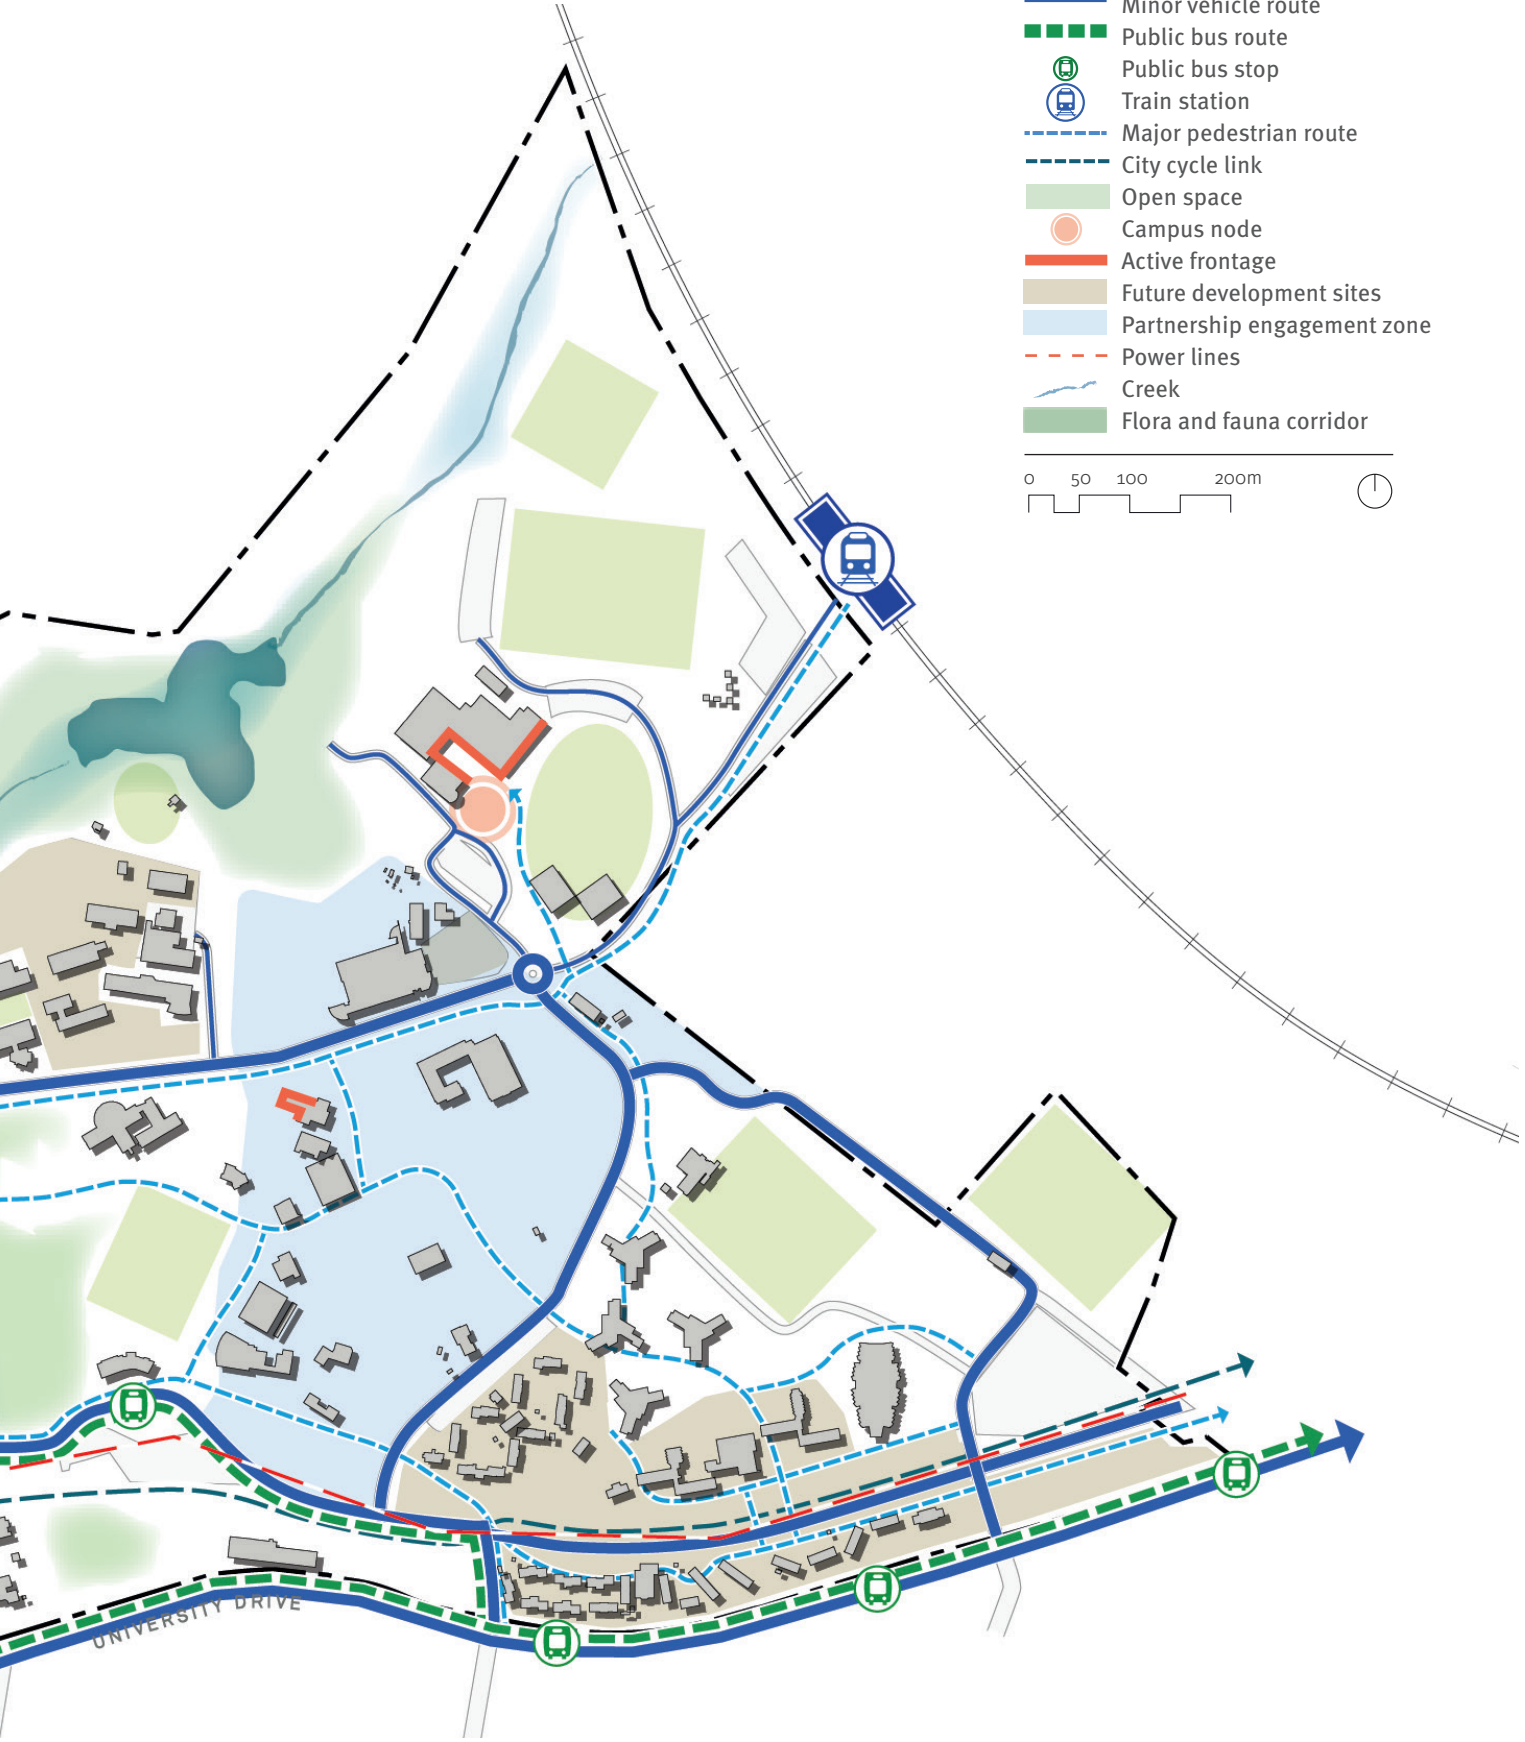 Minor vehicle route
Public bus route
Public bus stop
Train station
Major pedestrian route
City cycle link
Open space
Campus node
Active frontage
Future development sites
Partnership engagement zone
Power lines
Creek
Flora and fauna corridor
0 50 100 200m
UNIVERSITY DRIVE